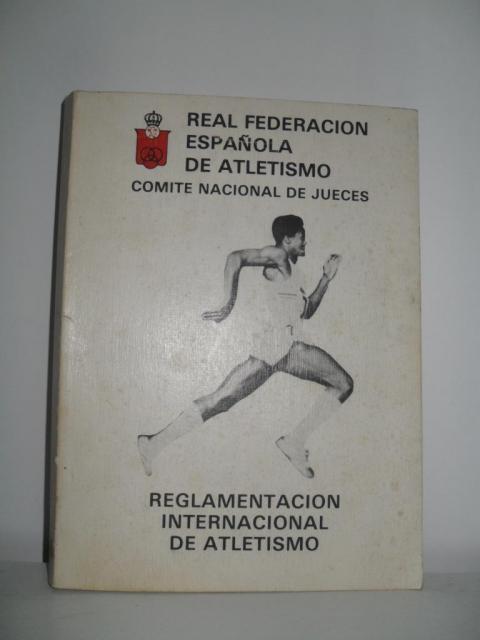 REAL FEDERACION
ESPAÑOLA
DE ATLETISMO
COMITE NACIONAL DE JUECES
REGLAMENTACION
INTERNACIONAL
DE ATLETISMO